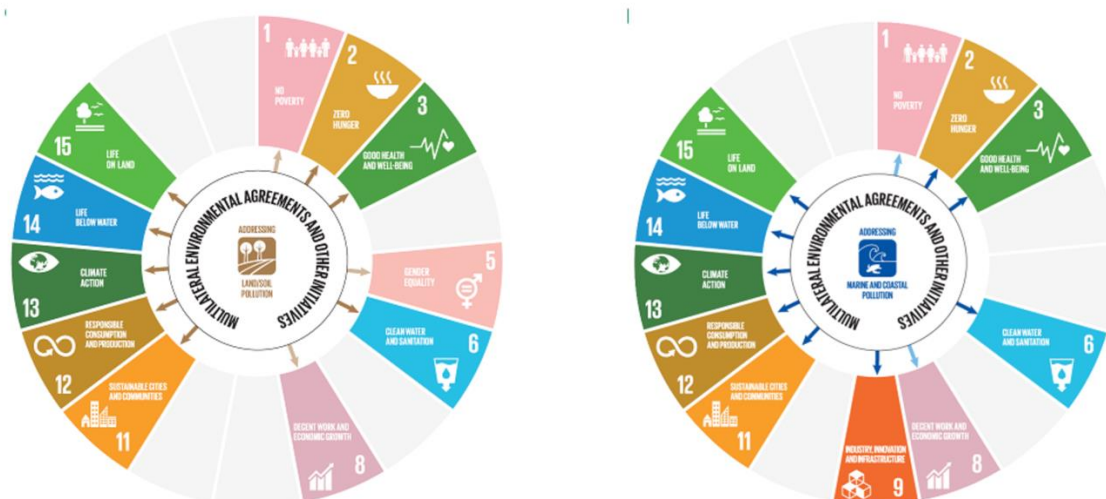 1
NO
POVERTY
2
ZERO
HUNGER
3
GOOD HEALTH
AND WELL-BEING
5
GENDER
EQUALITY
6
CLEAN WATER
AND SANITATION
8
DECENT WORK AND
ECONOMIC GROWTH
11
SUSTAINABLE CITIES
AND COMMUNITIES
12
RESPONSIBLE
CONSUMPTION
AND PRODUCTION
13
CLIMATE
ACTION
14
LIFE
BELOW WATER
15
LIFE
ON LAND
MULTILATERAL ENVIRONMENTAL AGREEMENTS AND OTHER INITIATIVES
ADDRESSING
LAND/SOIL
POLLUTION
1
NO
POVERTY
2
ZERO
HUNGER
3
GOOD HEALTH
AND WELL-BEING
6
CLEAN WATER
AND SANITATION
8
DECENT WORK AND
ECONOMIC GROWTH
9
INDUSTRY, INNOVATION
AND INFRASTRUCTURE
11
SUSTAINABLE CITIES
AND COMMUNITIES
12
RESPONSIBLE
CONSUMPTION
AND PRODUCTION
13
CLIMATE
ACTION
14
LIFE
BELOW WATER
15
LIFE
ON LAND
MULTILATERAL ENVIRONMENTAL AGREEMENTS AND OTHER INITIATIVES
ADDRESSING
MARINE AND COASTAL
POLLUTION